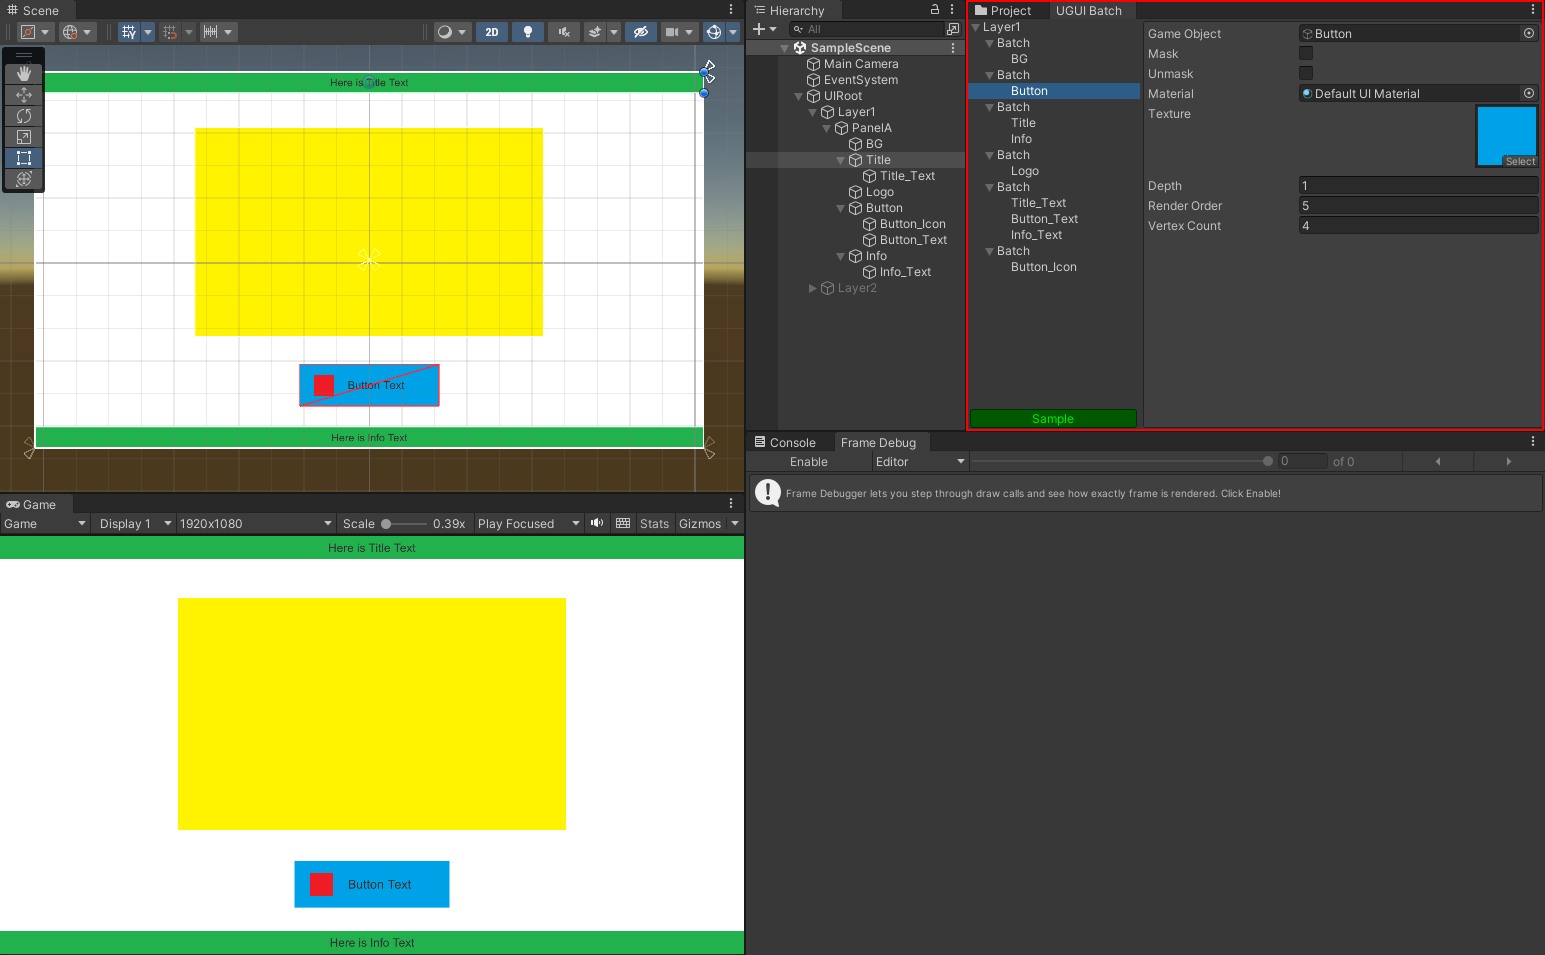 Scene
2D
Here is Title Text
Button Text
Here is Info Text
Game
Game
Display 1
1920x1080
Scale
0.39x
Play Focused
Stats
Gizmos
Here is Title Text
Button Text
Here is Info Text
Hierarchy
All
SampleScene
Main Camera
EventSystem
UIRoot
Layer1
PanelA
BG
Title
Title_Text
Logo
Button
Button_Icon
Button_Text
Info
Info_Text
Layer2
Project
UGUI Batch
Layer1
Batch
BG
Batch
Button
Batch
Title
Info
Batch
Logo
Batch
Title_Text
Button_Text
Info_Text
Batch
Button_Icon
Sample
Game Object
Button
Mask
Unmask
Material
Default UI Material
Texture
Select
Depth
1
Render Order
5
Vertex Count
4
Console
Frame Debug
Enable
Editor
0
of 0
Frame Debugger lets you step through draw calls and see how exactly frame is rendered. Click Enable!